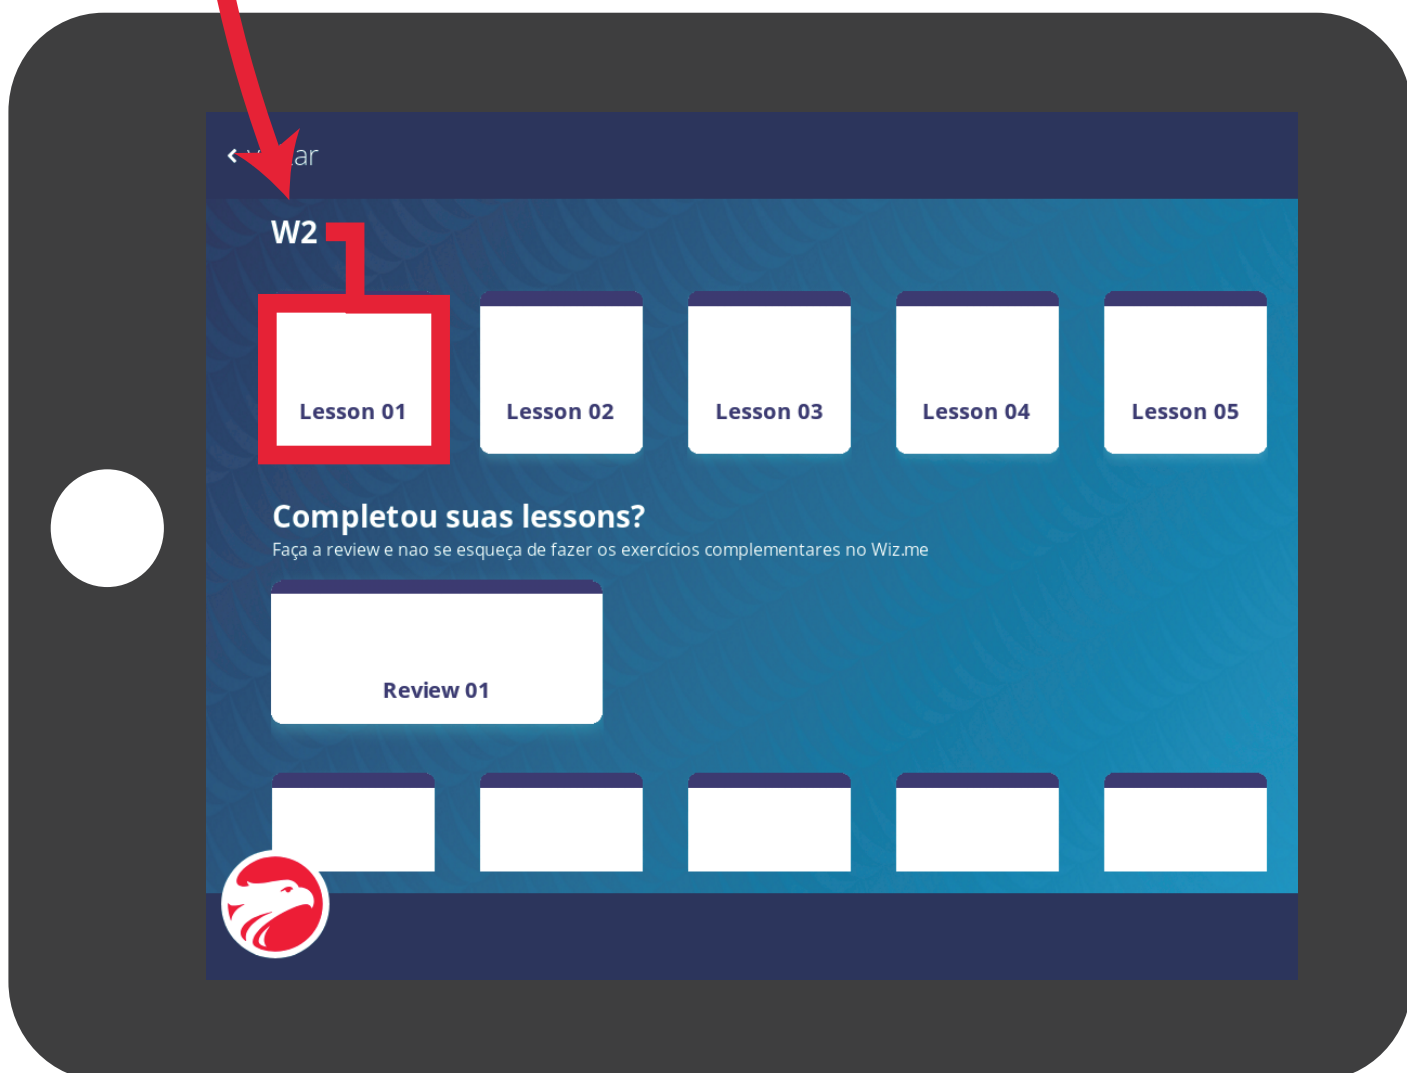 W2
Lesson 01
Lesson 02
Lesson 03
Lesson 04
Lesson 05
Completou suas lessons?
Faça a review e nao se esqueça de fazer os exercícios complementares no Wiz.me
Review 01